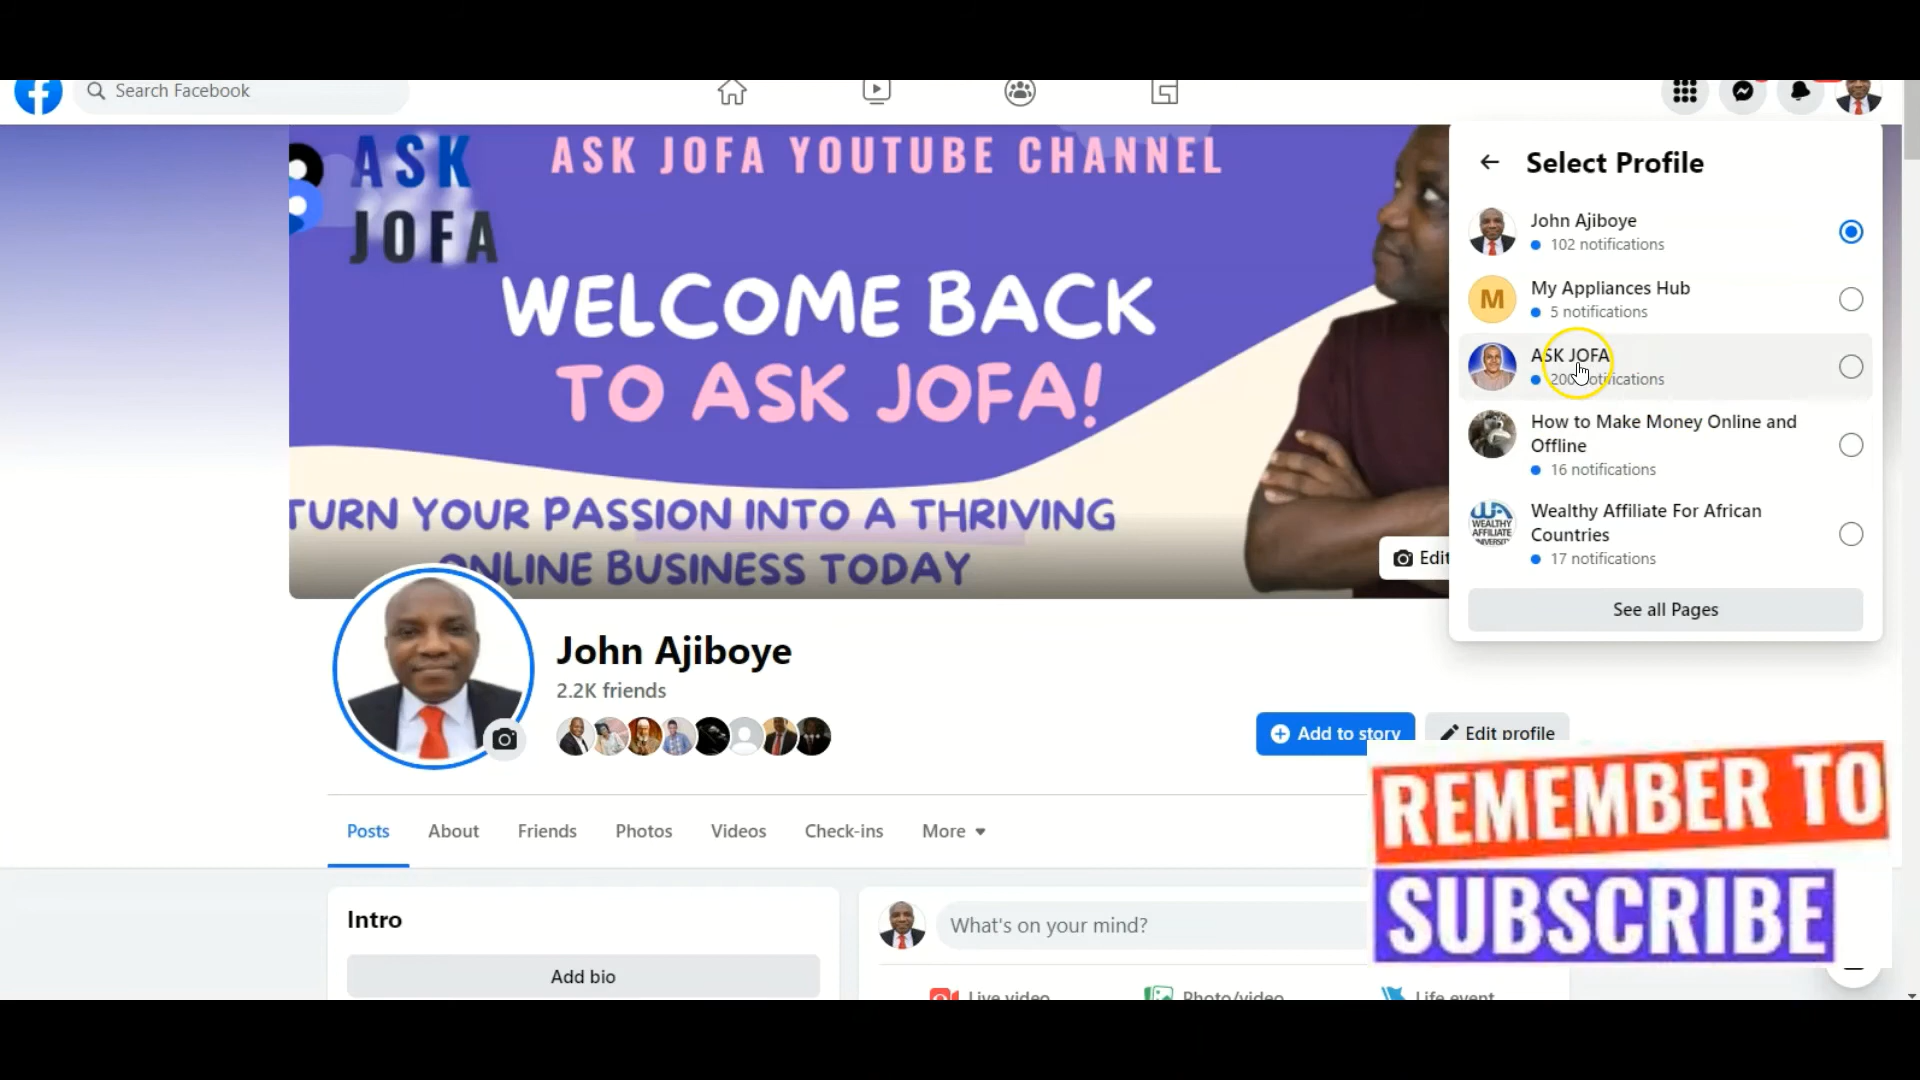 Search Facebook
ASK
JOFA
ASK JOFA YOUTUBE CHANNEL
WELCOME BACK
TO ASK JOFA!
TURN YOUR PASSION INTO A THRIVING
ONLINE BUSINESS TODAY
Edit
Select Profile
John Ajiboye
102 notifications
My Appliances Hub
5 notifications
M
ASK JOFA
200 notifications
How to Make Money Online and
Offline
16 notifications
WEALTHY
AFFILIATE
Wealthy Affiliate For African
Countries
17 notifications
See all Pages
John Ajiboye
2.2K friends
Add to story
Edit profile
Posts
About
Friends
Photos
Videos
Check-ins
More
Intro
Add bio
What's on your mind?
Live video
Photo/video
Life event
REMEMBER TO
SUBSCRIBE